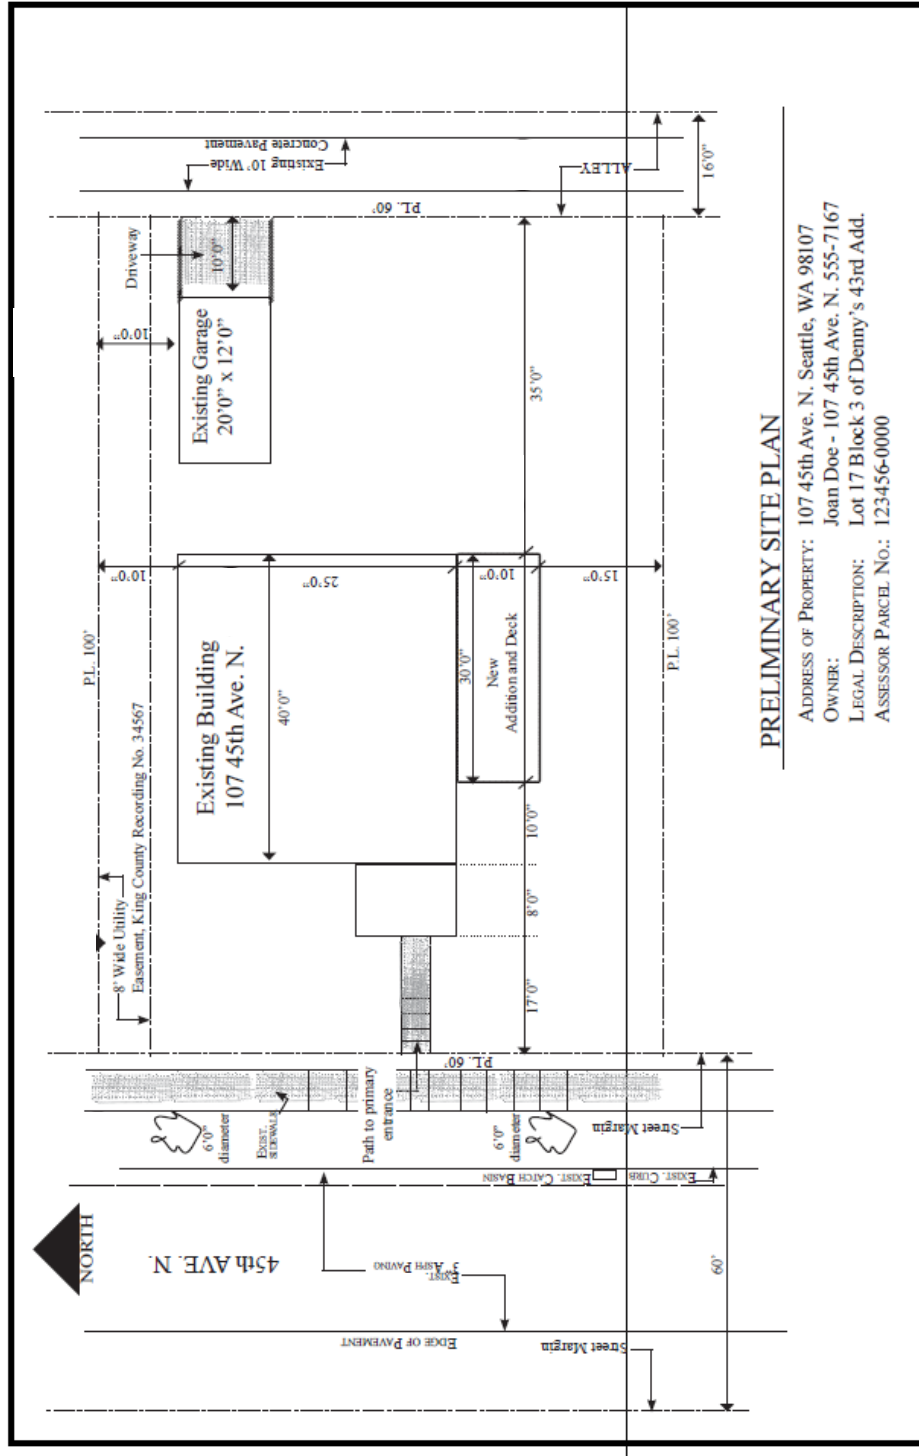 Existing 10' Wide
Concrete Pavement
ALLEY
16'0"
P.L. 60'
Driveway
10'0"
10'0"
Existing Garage
20'0" x 12'0"
35'0"
P.L. 100'
10'0"
25'0"
10'0"
15'0"
Existing Building
107 45th Ave. N.
40'0"
30'0"
New
Addition and Deck
P.L. 100'
8' Wide Utility
Easement, King County Recording No. 34567
10'0"
8'0"
17'0"
P.L. 60'
6'0"
diameter
EXIST.
SIDEWALK
Path to primary
entrance
6'0"
diameter
Street Margin
EXIST. CATCH BASIN
EXIST. CURB
NORTH
45th AVE. N.
EXIST.
3" ASPH PAVING
60'
EDGE OF PAVEMENT
Street Margin
PRELIMINARY SITE PLAN
ADDRESS OF PROPERTY: 107 45th Ave. N. Seattle, WA 98107
OWNER: Joan Doe - 107 45th Ave. N. 555-7167
LEGAL DESCRIPTION: Lot 17 Block 3 of Denny's 43rd Add.
ASSESSOR PARCEL NO.: 123456-0000